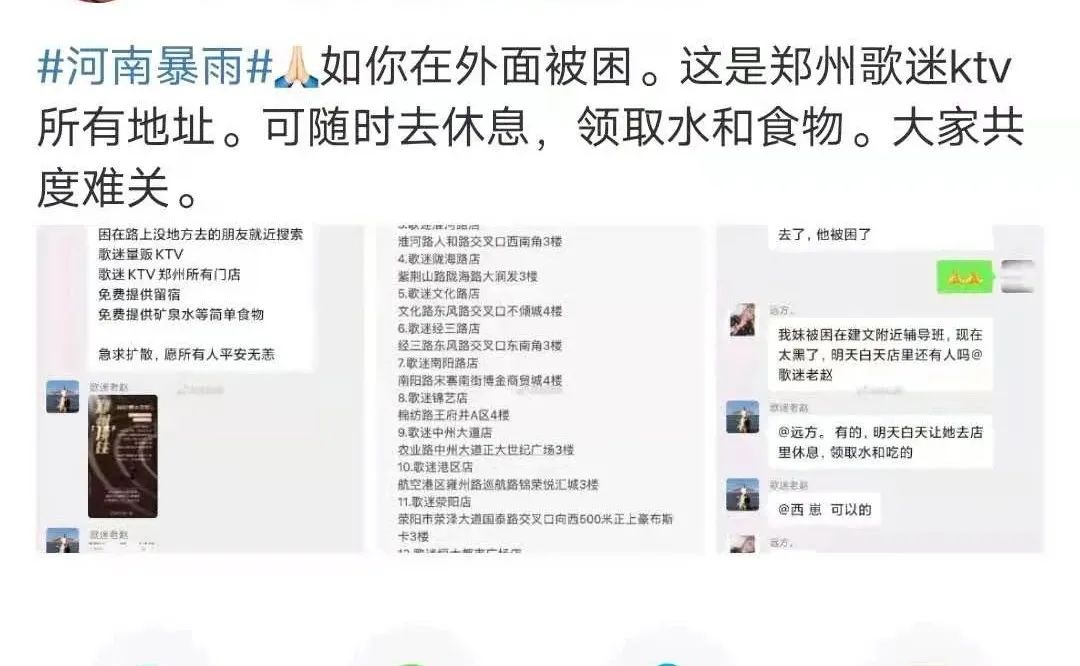 #河南暴雨#🙏🏻如你在外面被困。这是郑州歌迷ktv
所有地址。可随时去休息，领取水和食物。大家共
度难关。
困在路上没地方去的朋友就近搜索
歌迷量贩KTV
歌迷KTV郑州所有门店
免费提供留宿
免费提供矿泉水等简单食物
急求扩散，愿所有人平安无恙
歌迷老赵
歌迷老赵
3.歌迷淮河路店
淮河路人和路交叉口西南角3楼
4.歌迷陇海路店
紫荆山路陇海路大润发3楼
5.歌迷文化路店
文化路东风路交叉口不倾城4楼
6.歌迷经三路店
经三路东风路交叉口东南角3楼
7.歌迷南阳路店
南阳路宋寨南街博金商贸城4楼
8.歌迷锦艺店
棉纺路王府井A区4楼
9.歌迷中州大道店
农业路中州大道正大世纪广场3楼
10.歌迷港区店
航空港区雍州路巡航路锦荣悦汇城3楼
11.歌迷荥阳店
荥阳市荥泽大道国泰路交叉口向西500米正上豪布斯
卡3楼
去了，他被困了
🙏🙏
远方。
我妹被困在建文附近辅导班，现在
太黑了，明天白天店里还有人吗@
歌迷老赵
歌迷老赵
@远方。有的，明天白天让她去店
里休息，领取水和吃的
歌迷老赵
@西 崽 可以的
远方。